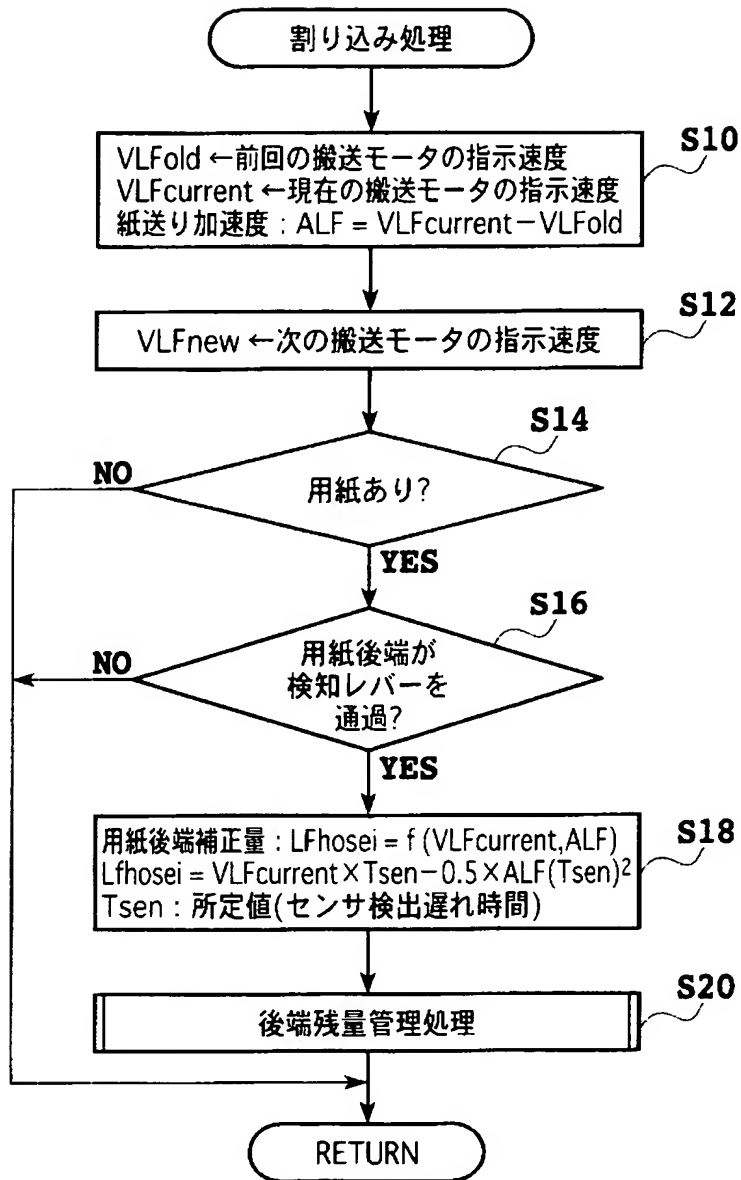 割り込み処理
S10
VLFold ←前回の搬送モータの指示速度
VLFcurrent ←現在の搬送モータの指示速度
紙送り加速度 : ALF = VLFcurrent－VLFold
S12
VLFnew ←次の搬送モータの指示速度
S14
NO
用紙あり?
YES
S16
NO
用紙後端が
検知レバーを
通過?
YES
S18
用紙後端補正量 : LFhosei = f (VLFcurrent,ALF)
Lfhosei = VLFcurrent×Tsen－0.5×ALF(Tsen)²
Tsen : 所定値(センサ検出遅れ時間)
S20
後端残量管理処理
RETURN